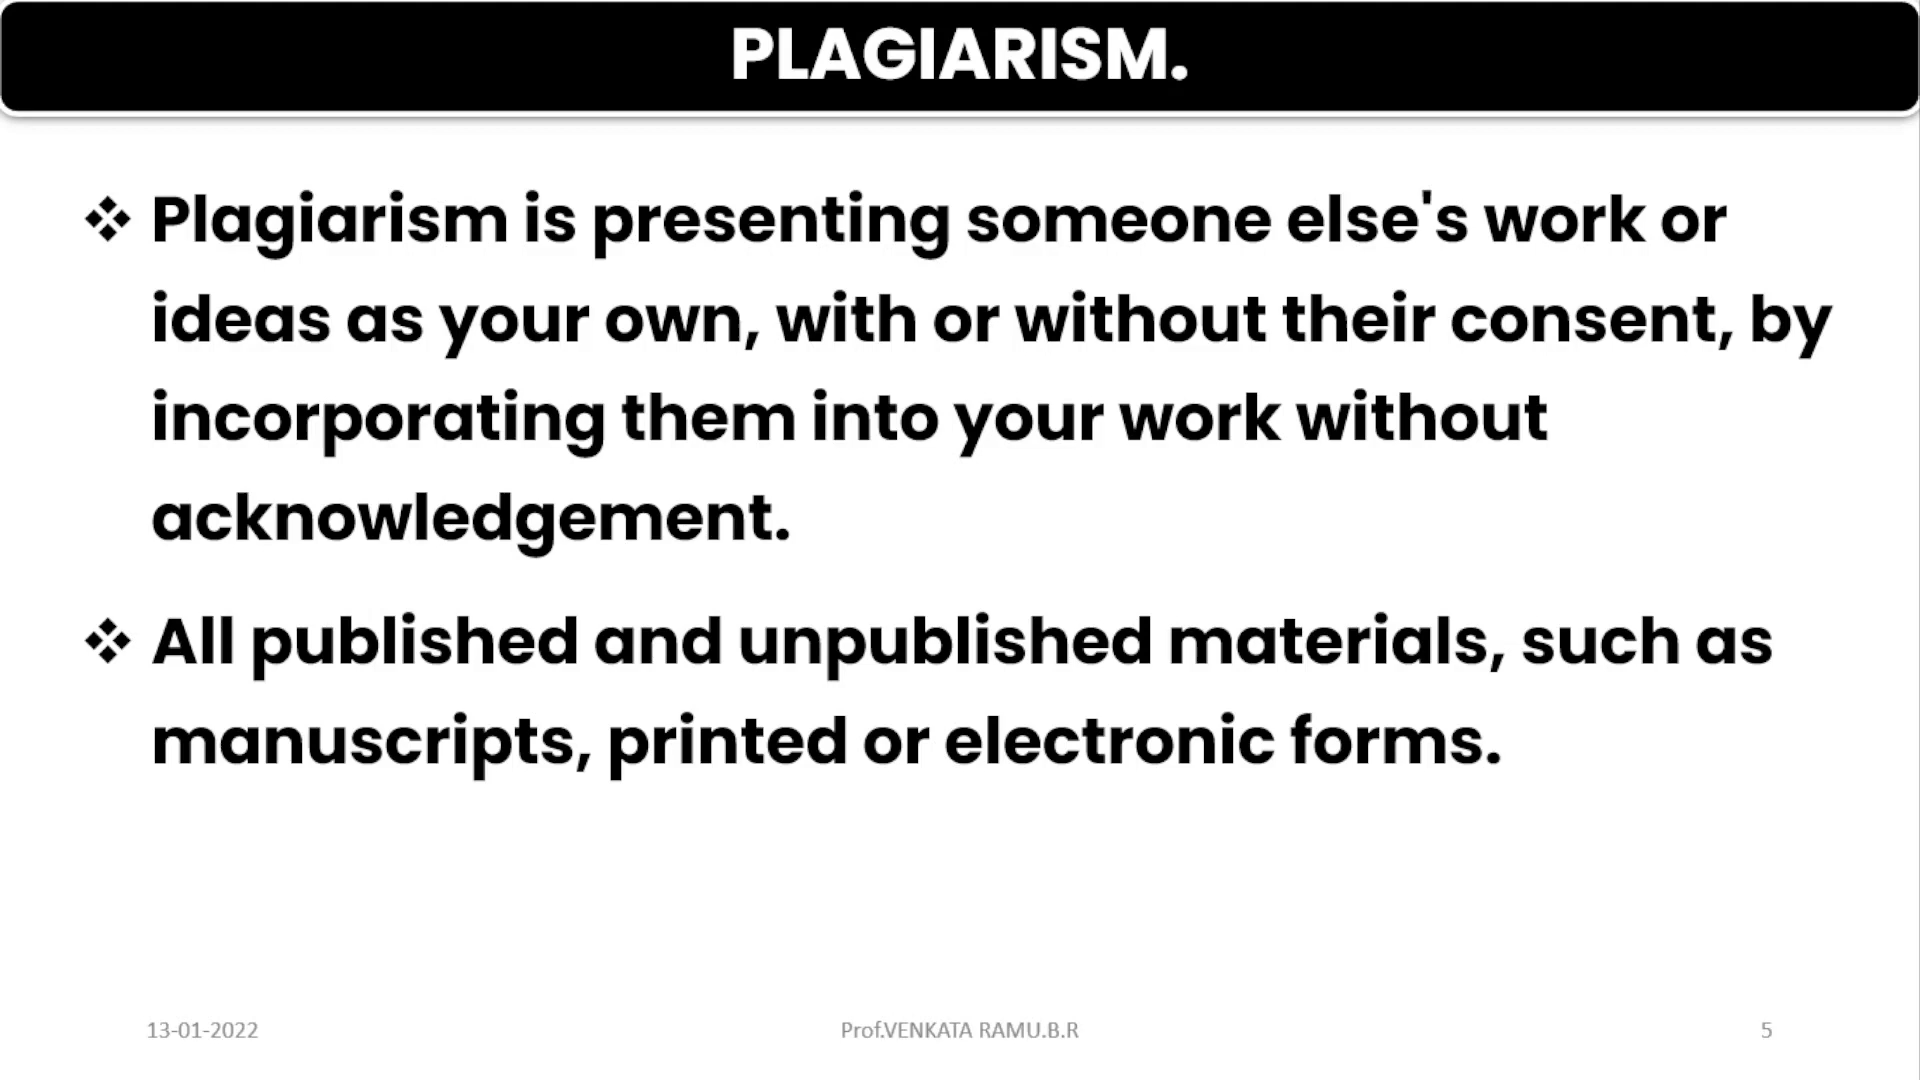 PLAGIARISM.
❖ Plagiarism is presenting someone else's work or
ideas as your own, with or without their consent, by
incorporating them into your work without
acknowledgement.
❖ All published and unpublished materials, such as
manuscripts, printed or electronic forms.
13-01-2022
Prof.VENKATA RAMU.B.R
5